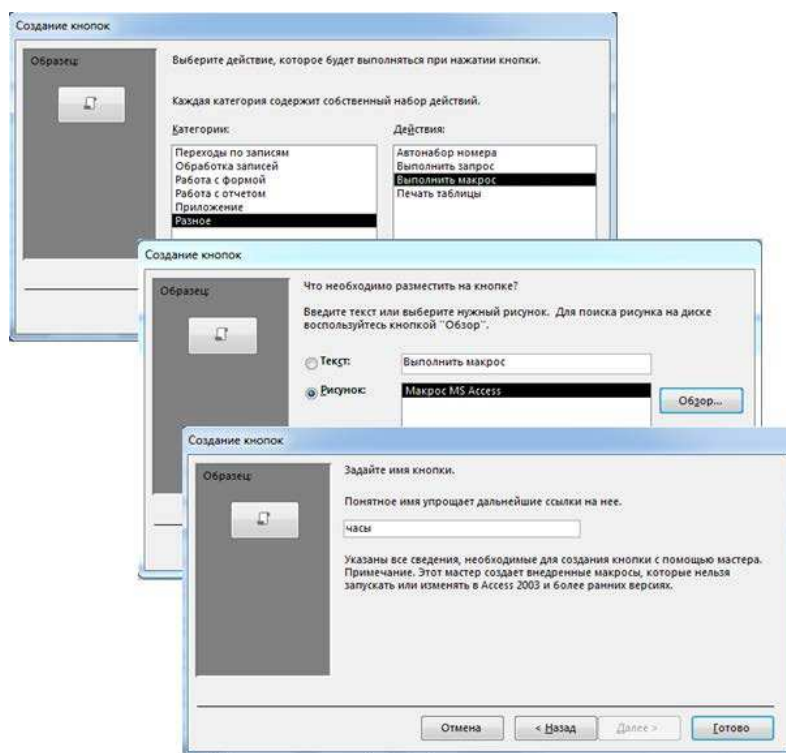 Создание кнопок
Образец:
Выберите действие, которое будет выполняться при нажатии кнопки.
Каждая категория содержит собственный набор действий.
Категории:
Действия:
Переходы по записям
Обработка записей
Работа с формой
Работа с отчетом
Приложение
Разное
Автонабор номера
Выполнить запрос
Выполнить макрос
Печать таблицы
Создание кнопок
Образец:
Что необходимо разместить на кнопке?
Введите текст или выберите нужный рисунок. Для поиска рисунка на диске
воспользуйтесь кнопкой "Обзор".
Текст:
Выполнить макрос
Рисунок:
Макрос MS Access
Обзор...
Создание кнопок
Образец:
Задайте имя кнопки.
Понятное имя упрощает дальнейшие ссылки на нее.
часы
Указаны все сведения, необходимые для создания кнопки с помощью мастера.
Примечание. Этот мастер создает внедренные макросы, которые нельзя
запускать или изменять в Access 2003 и более ранних версиях.
Отмена
< Назад
Далее >
Готово